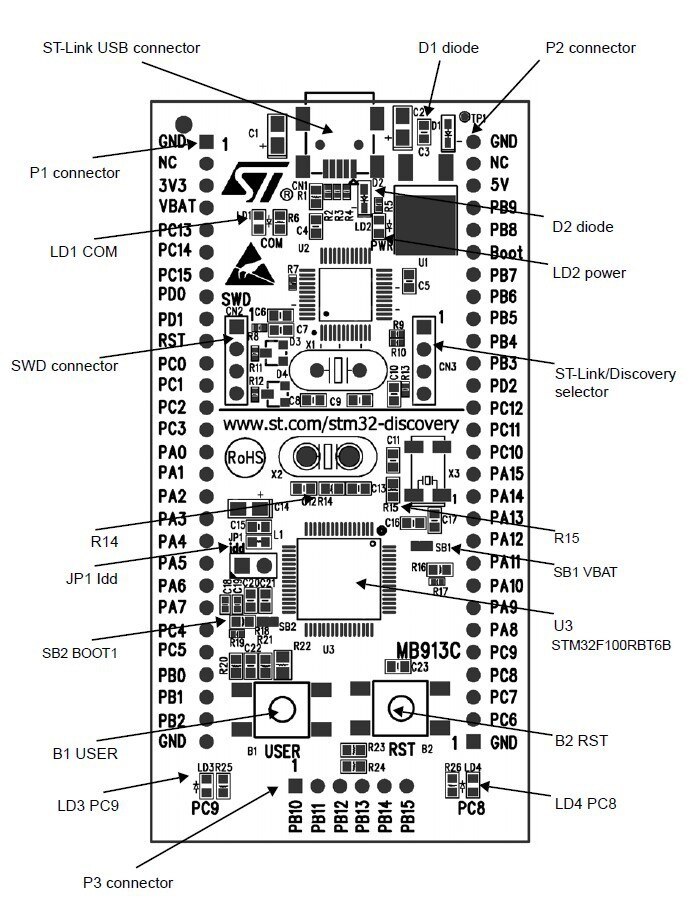 ST-Link USB connector
D1 diode
P2 connector
P1 connector
LD1 COM
SWD connector
D2 diode
LD2 power
ST-Link/Discovery
selector
R14
JP1 Idd
SB2 BOOT1
B1 USER
LD3 PC9
P3 connector
R15
SB1 VBAT
U3
STM32F100RBT6B
B2 RST
LD4 PC8
GND
NC
3V3
VBAT
PC13
PC14
PC15
PD0
PD1
RST
PC0
PC1
PC2
PC3
PA0
PA1
PA2
PA3
PA4
PA5
PA6
PA7
PC4
PC5
PB0
PB1
PB2
GND
GND
NC
5V
PB9
PB8
Boot
PB7
PB6
PB5
PB4
PB3
PD2
PC12
PC11
PC10
PA15
PA14
PA13
PA12
PA11
PA10
PA9
PA8
PC9
PC8
PC7
PC6
GND
1
C1
C2
C3
D1
TP1
ST
®
CN1
R1
R2
R3
R4
D2
R5
LD1
R6
COM
C4
U2
LD2
PWR
U1
R7
C5
SWD
CN2
1
C6
C7
R8
X1
R9
R10
1
D3
R11
D4
R12
C8
C9
C10
R13
CN3
www.st.com/stm32-discovery
RoHS
X2
C11
X3
C12
R14
C13
R15
1
C14
C15
L1
C16
C17
JP1
idd
SB1
R16
R17
C18
C19
C20
C21
R18
SB2
R19
R21
U3
R20
C22
R22
MB913C
C23
B1
USER
RST
B2
1
R23
R24
LD3
R25
PC9
1
PB10
PB11
PB12
PB13
PB14
PB15
R26
LD4
PC8